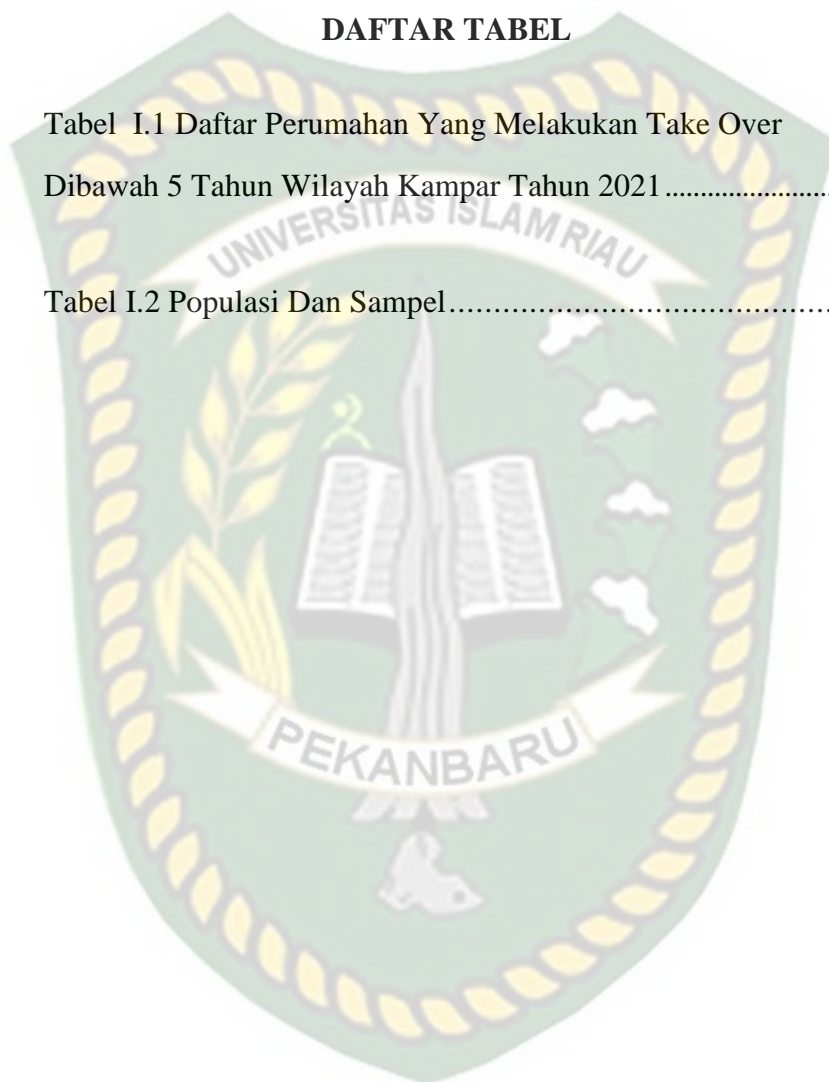 DAFTAR TABEL
Tabel I.1 Daftar Perumahan Yang Melakukan Take Over
Dibawah 5 Tahun Wilayah Kampar Tahun 2021..........................
UNIVERSITAS ISLAM RIAU
Tabel I.2 Populasi Dan Sampel.......................................
PEKANBARU